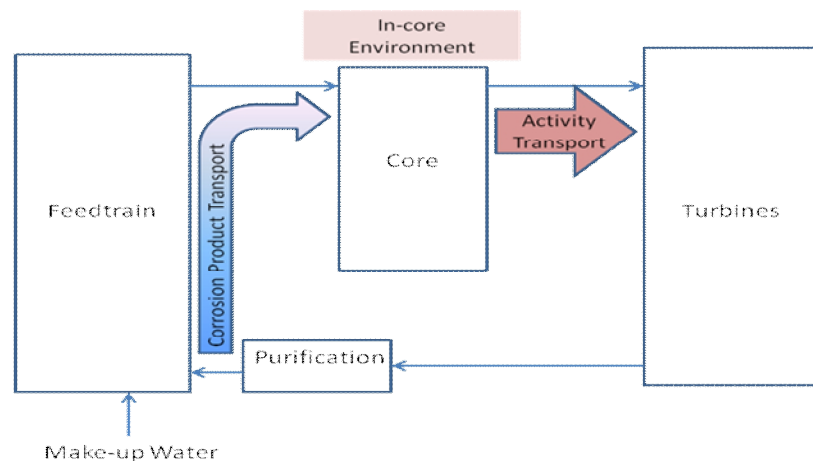 In-core
Environment
Activity
Transport
Core
Feedtrain
Turbines
Corrosion Product Transport
Purification
Make-up Water